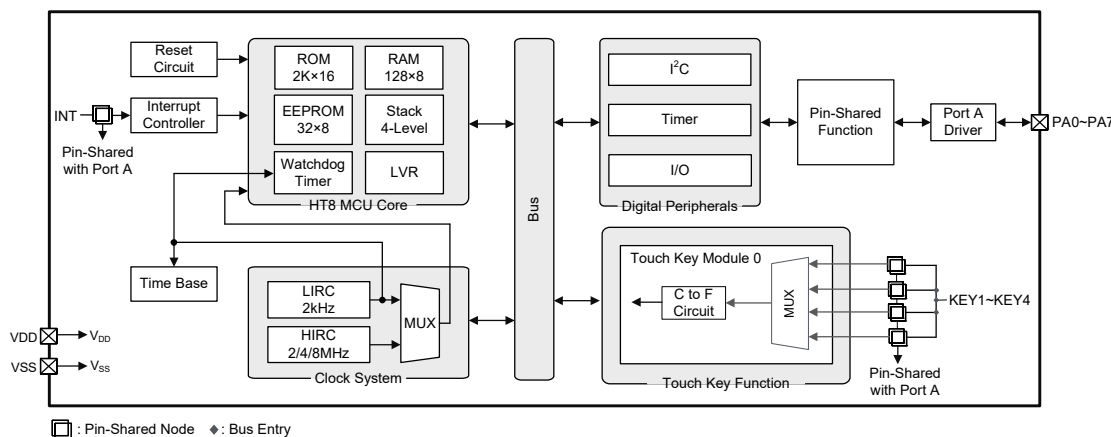 Reset
Circuit
INT
Interrupt
Controller
Pin-Shared
with Port A
ROM
2K×16
RAM
128×8
EEPROM
32×8
Stack
4-Level
Watchdog
Timer
LVR
HT8 MCU Core
Time Base
LIRC
2kHz
HIRC
2/4/8MHz
MUX
Clock System
VDD
VDD
VSS
VSS
Bus
I²C
Timer
I/O
Digital Peripherals
Pin-Shared
Function
Port A
Driver
PA0~PA7
Touch Key Module 0
C to F
Circuit
MUX
KEY1~KEY4
Touch Key Function
Pin-Shared
with Port A
: Pin-Shared Node : Bus Entry